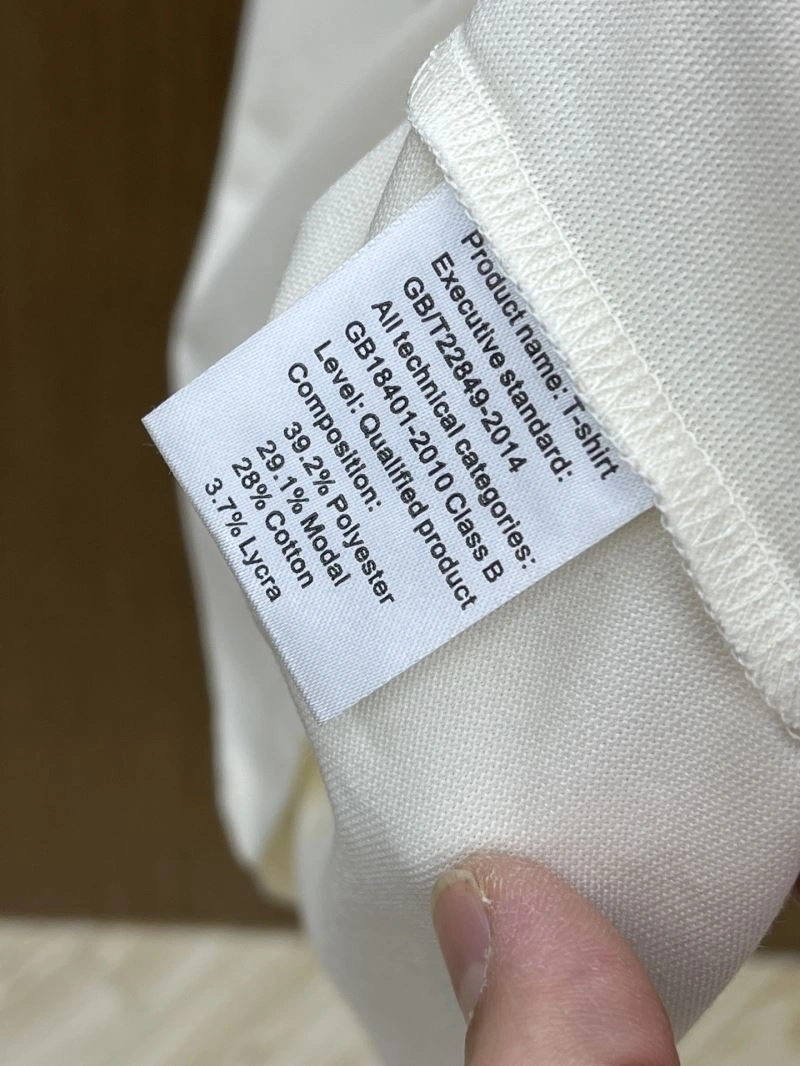 Product name: T-shirt
Executive standard:
GB/T22849-2014
All technical categories:
GB18401-2010 Class B
Level: Qualified product
Composition:
39.2% Polyester
29.1% Modal
28% Cotton
3.7% Lycra